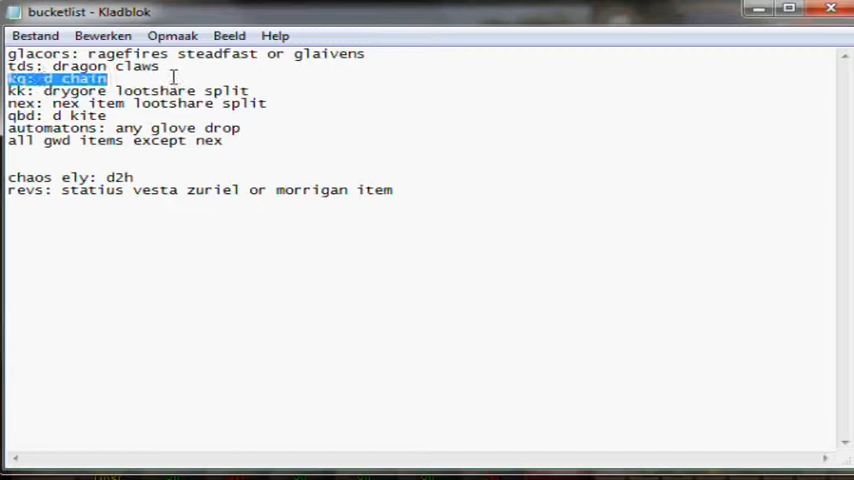 bucketlist - Kladblok
Bestand Bewerken Opmaak Beeld Help
glacors: ragefires steadfast or glaivens
tds: dragon claws
kq: d chain
kk: drygore lootshare split
nex: nex item lootshare split
qbd: d kite
automatons: any glove drop
all gwd items except nex
chaos ely: d2h
revs: statius vesta zuriel or morrigan item